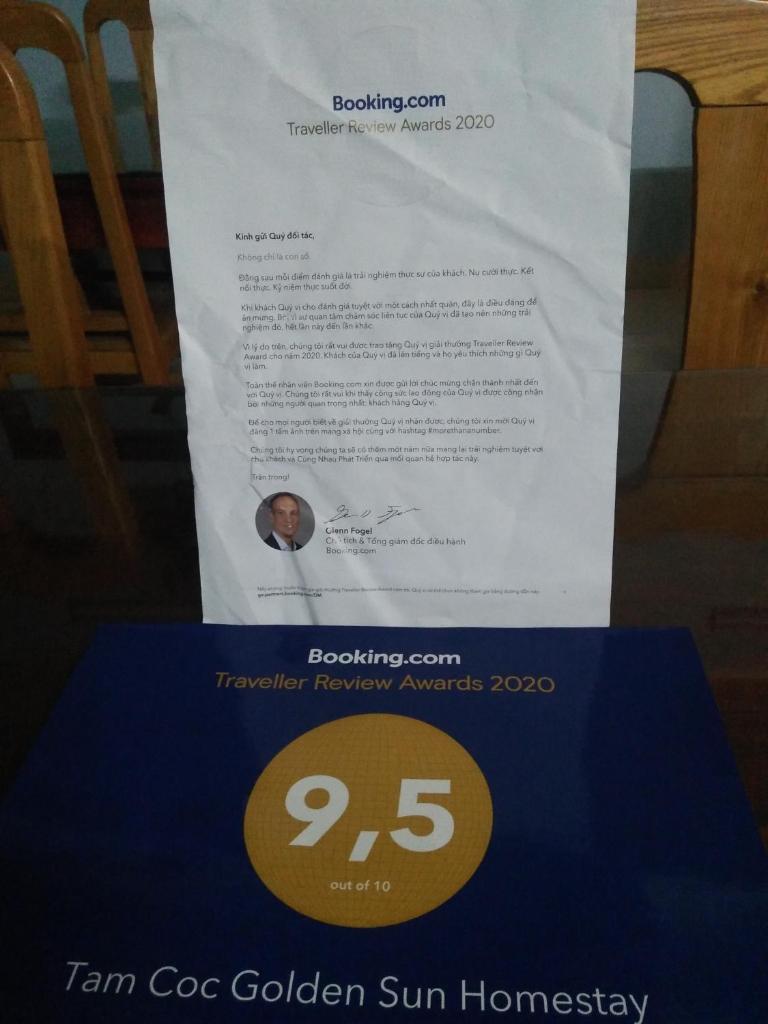 Booking.com
Traveller Review Awards 2020
Kính gửi Quý đối tác,
Không chỉ là con số.
Đằng sau mỗi điểm đánh giá là trải nghiệm thực sự của khách. Nụ cười thực. Kết
nối thực. Kỷ niệm thực suốt đời.
Khi khách Quý vị cho đánh giá tuyệt vời một cách nhất quán, đây là điều đáng để
ăn mừng. Bởi vì sự quan tâm chăm sóc liên tục của Quý vị đã tạo nên những trải
nghiệm đó, hết lần này đến lần khác.
Vì lý do trên, chúng tôi rất vui được trao tặng Quý vị giải thưởng Traveller Review
Award cho năm 2020. Khách của Quý vị đã lên tiếng và họ yêu thích những gì Quý
vị làm.
Toàn thể nhân viên Booking.com xin được gửi lời chúc mừng chân thành nhất đến
với Quý vị. Chúng tôi rất vui khi thấy công sức lao động của Quý vị được công nhận
bởi những người quan trọng nhất: khách hàng Quý vị.
Để cho mọi người biết về giải thưởng Quý vị nhận được, chúng tôi xin mời Quý vị
đăng 1 tấm ảnh trên mạng xã hội cùng với hashtag #morethananumber.
Chúng tôi hy vọng chúng ta sẽ có thêm một năm nữa mang lại trải nghiệm tuyệt vời
cho khách và Cùng Nhau Phát Triển qua mối quan hệ hợp tác này.
Trân trọng!
Glenn Fogel
Chủ tịch & Tổng giám đốc điều hành
Booking.com
Booking.com
Traveller Review Awards 2020
9,5
out of 10
Tam Coc Golden Sun Homestay